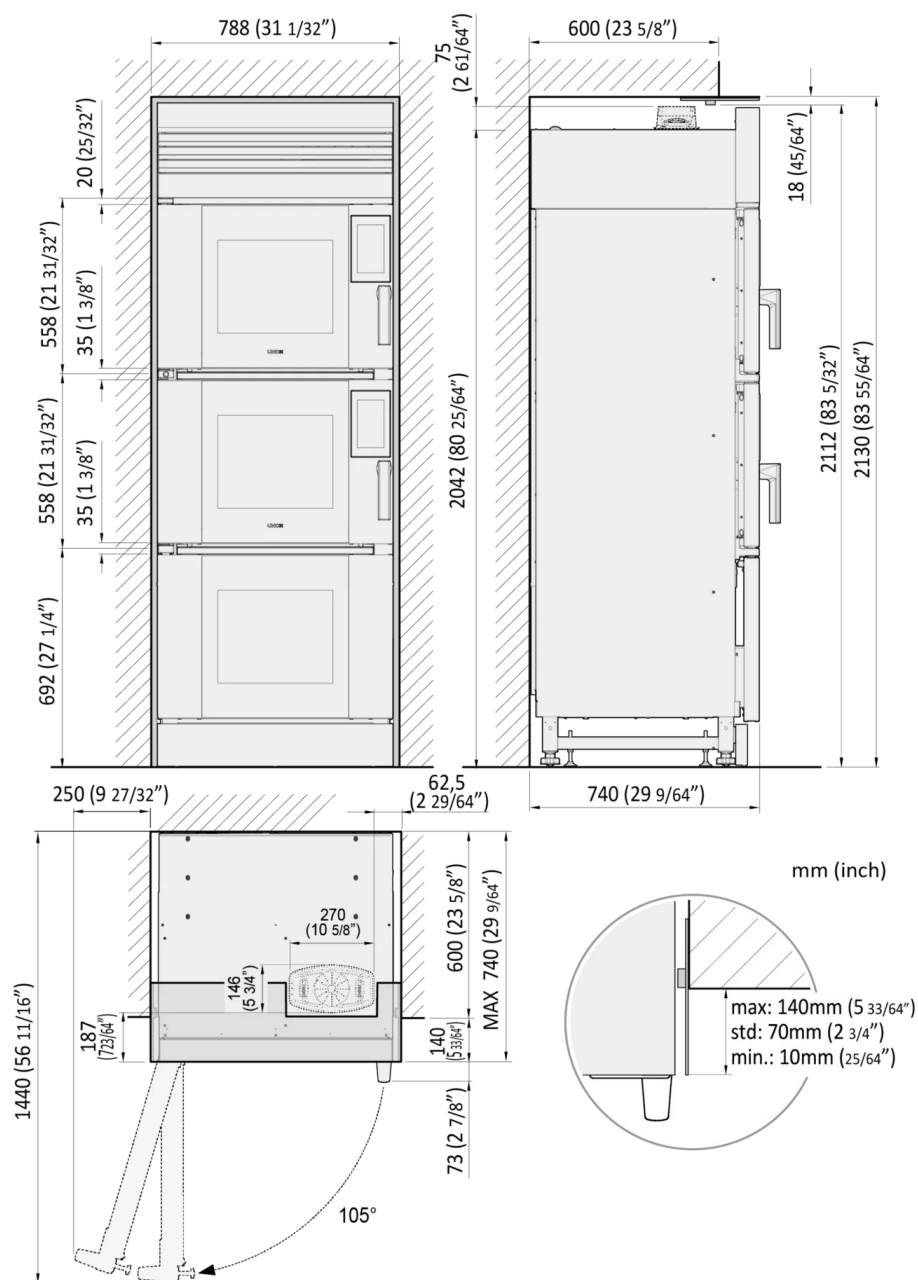 788 (31 1/32″)
600 (23 5/8″)
75
(2 61/64″)
20 (25/32″)
18 (45/64″)
558 (21 31/32″)
35 (1 3/8″)
558 (21 31/32″)
35 (1 3/8″)
692 (27 1/4″)
2042 (80 25/64″)
2112 (83 5/32″)
2130 (83 55/64″)
740 (29 9/64″)
250 (9 27/32″)
62,5
(2 29/64″)
1440 (56 11/16″)
270
(10 5/8″)
146
(5 3/4″)
187
(723/64″)
600 (23 5/8″)
MAX 740 (29 9/64″)
140
(5 33/64″)
73 (2 7/8″)
105°
mm (inch)
max: 140mm (5 33/64″)
std: 70mm (2 3/4″)
min.: 10mm (25/64″)